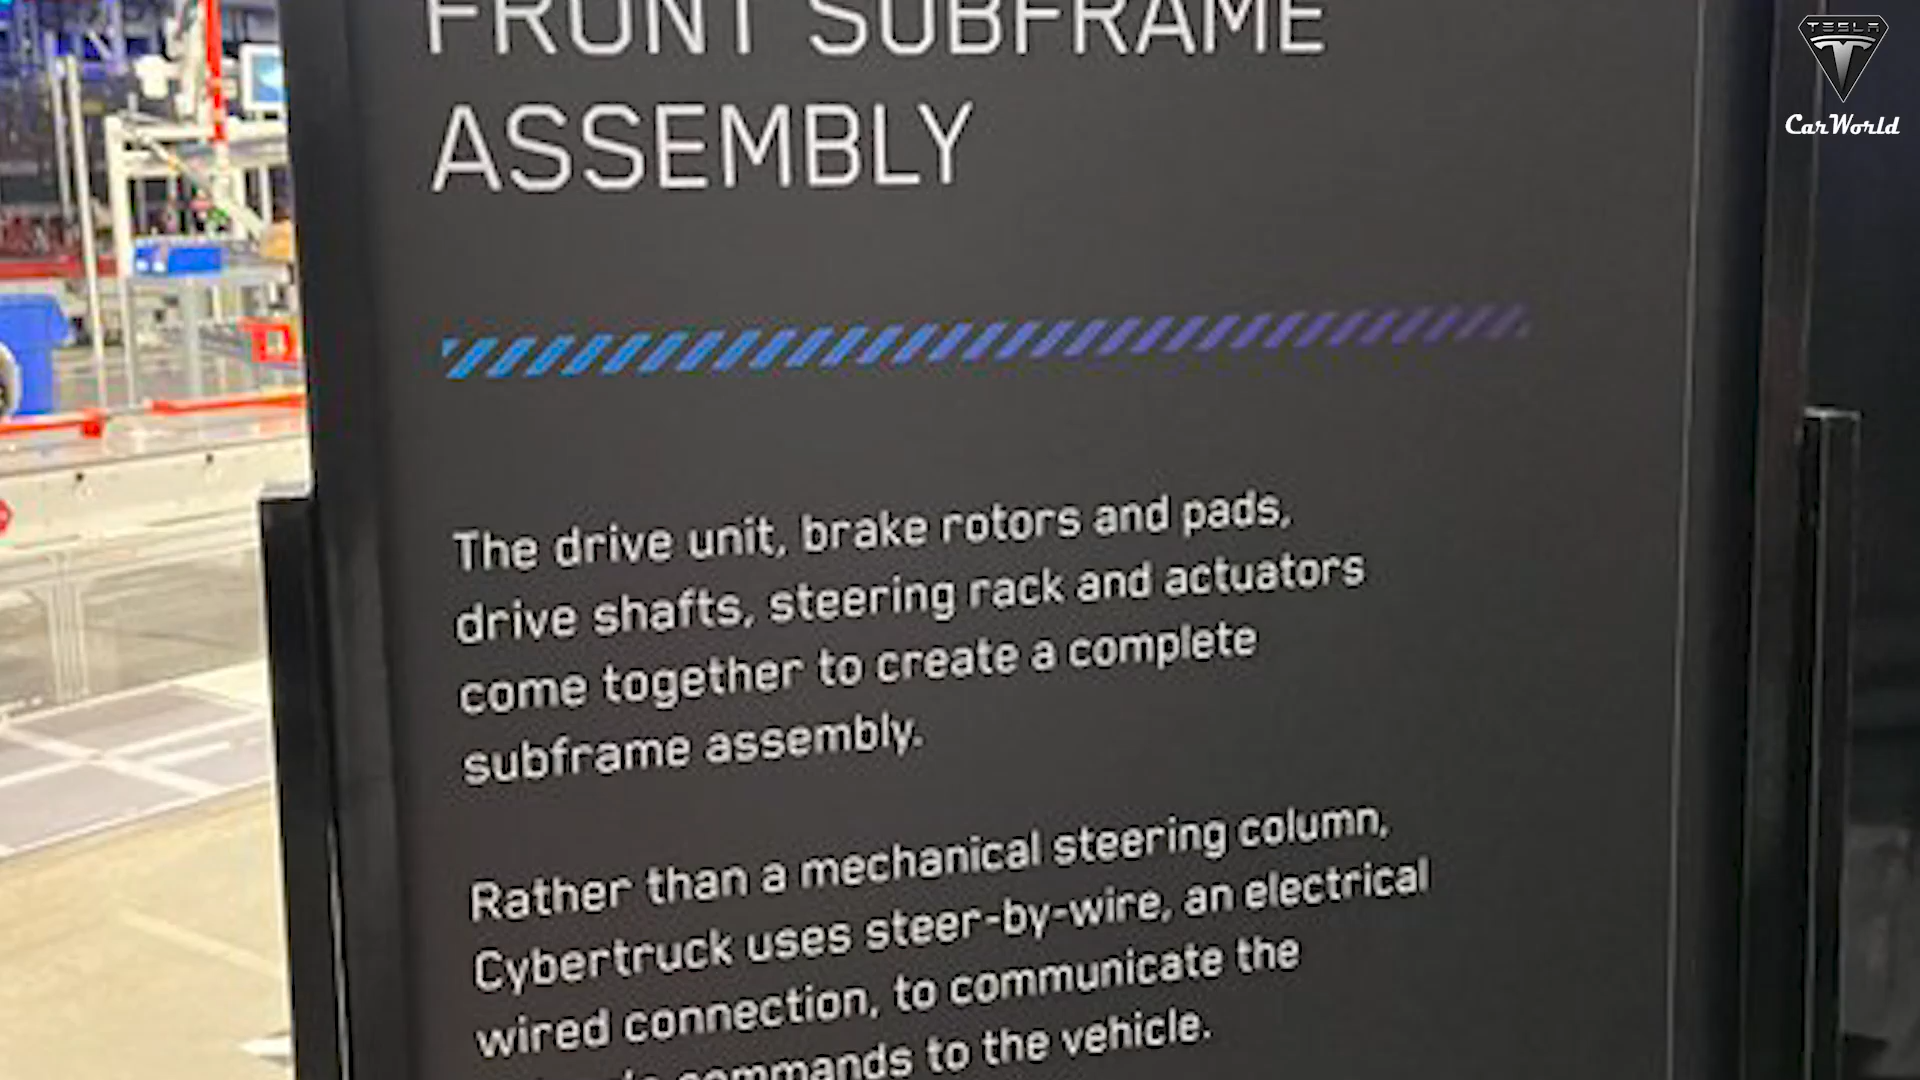 FRONT SUBFRAME
ASSEMBLY
The drive unit, brake rotors and pads,
drive shafts, steering rack and actuators
come together to create a complete
subframe assembly.
Rather than a mechanical steering column,
Cybertruck uses steer-by-wire, an electrical
wired connection, to communicate the
commands to the vehicle.
TESLA
CarWorld